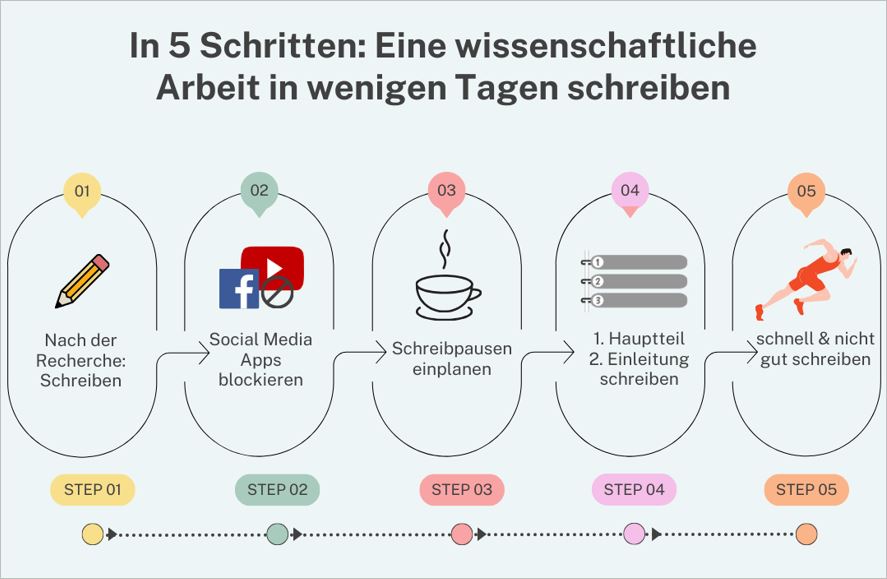 In 5 Schritten: Eine wissenschaftliche
Arbeit in wenigen Tagen schreiben
01
Nach der
Recherche:
Schreiben
02
f
Social Media
Apps
blockieren
03
Schreibpausen
einplanen
04
1
2
3
1. Hauptteil
2. Einleitung
schreiben
05
schnell & nicht
gut schreiben
STEP 01
STEP 02
STEP 03
STEP 04
STEP 05